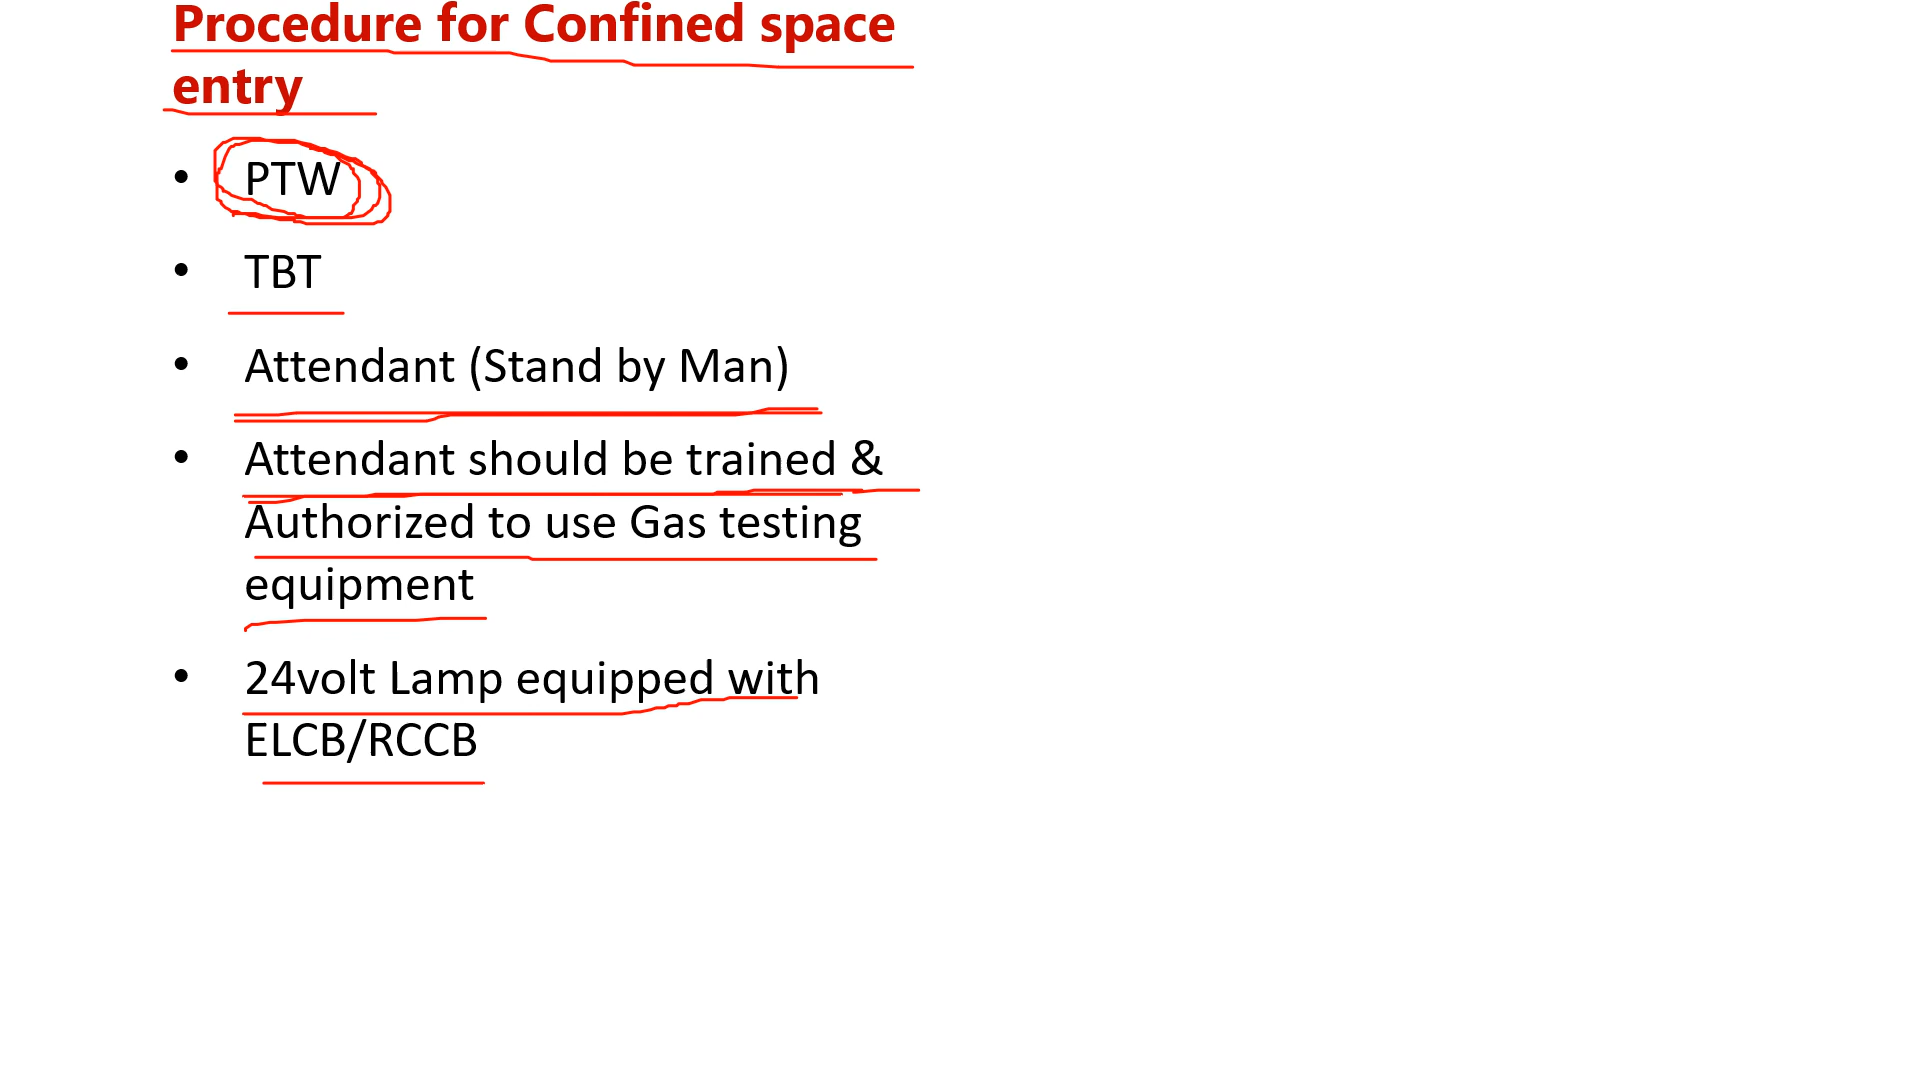 Procedure for Confined space
entry
• PTW
• TBT
• Attendant (Stand by Man)
• Attendant should be trained &
Authorized to use Gas testing
equipment
• 24volt Lamp equipped with
ELCB/RCCB